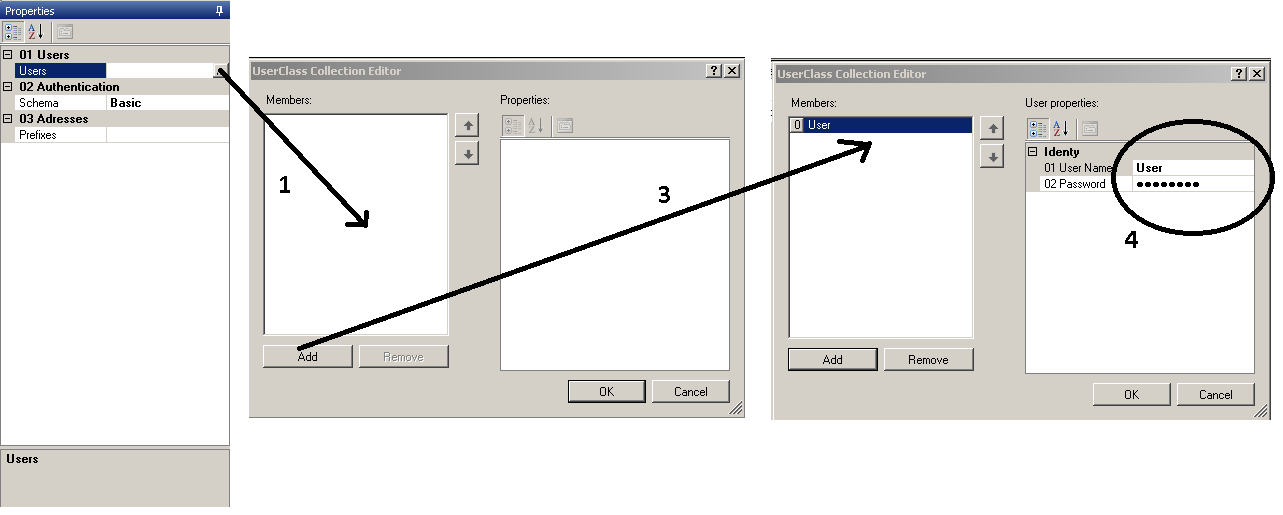 Properties
01 Users
Users
02 Authentication
Schema Basic
03 Adresses
Prefixes
Users
1
UserClass Collection Editor
Members:
Properties:
Add
Remove
OK
Cancel
3
UserClass Collection Editor
Members:
User properties:
0 User
Identy
01 User Name User
02 Password ●●●●●●●●
4
Add
Remove
OK
Cancel